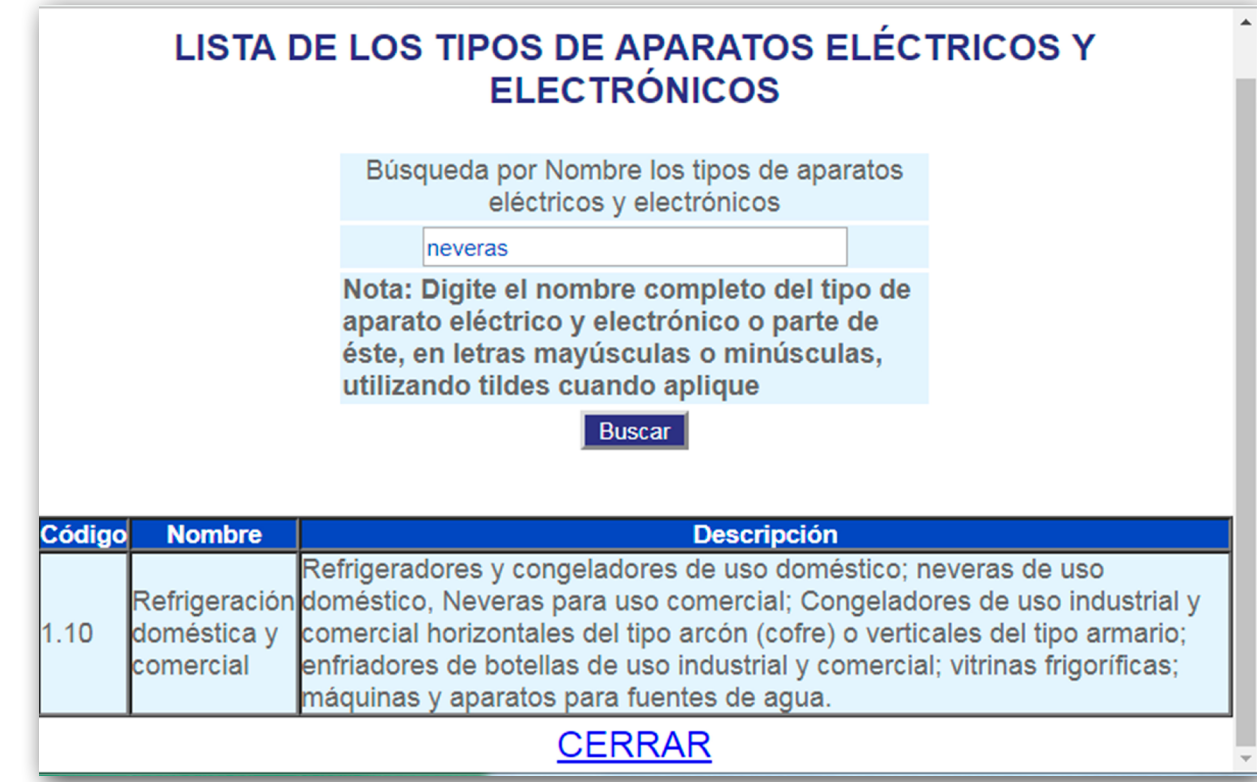 LISTA DE LOS TIPOS DE APARATOS ELÉCTRICOS Y
ELECTRÓNICOS
Búsqueda por Nombre los tipos de aparatos
eléctricos y electrónicos
neveras
Nota: Digite el nombre completo del tipo de
aparato eléctrico y electrónico o parte de
éste, en letras mayúsculas o minúsculas,
utilizando tildes cuando aplique
Buscar
Código Nombre Descripción
1.10
Refrigeración
doméstica y
comercial
Refrigeradores y congeladores de uso doméstico; neveras de uso
doméstico, Neveras para uso comercial; Congeladores de uso industrial y
comercial horizontales del tipo arcón (cofre) o verticales del tipo armario;
enfriadores de botellas de uso industrial y comercial; vitrinas frigoríficas;
máquinas y aparatos para fuentes de agua.
CERRAR